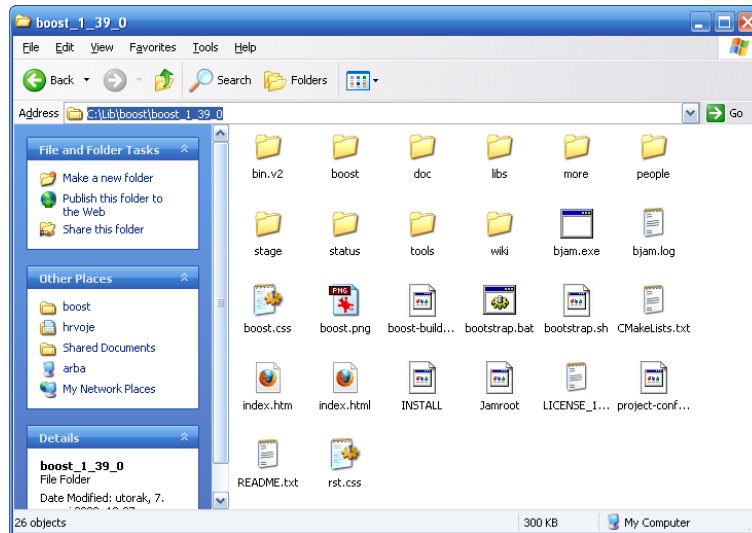 boost_1_39_0
File Edit View Favorites Tools Help
Back Search Folders
Address C:\Lib\boost\boost_1_39_0 Go
File and Folder Tasks
Make a new folder
Publish this folder to
the Web
Share this folder
Other Places
boost
hrvoje
Shared Documents
arba
My Network Places
Details
boost_1_39_0
File Folder
Date Modified: utorak, 7.
bin.v2 boost doc libs more people
stage status tools wiki bjam.exe bjam.log
boost.css PNG boost.png boost-build... bootstrap.bat bootstrap.sh CMakeLists.txt
index.htm index.html INSTALL Jamroot LICENSE_1... project-conf...
README.txt rst.css
26 objects 300 KB My Computer